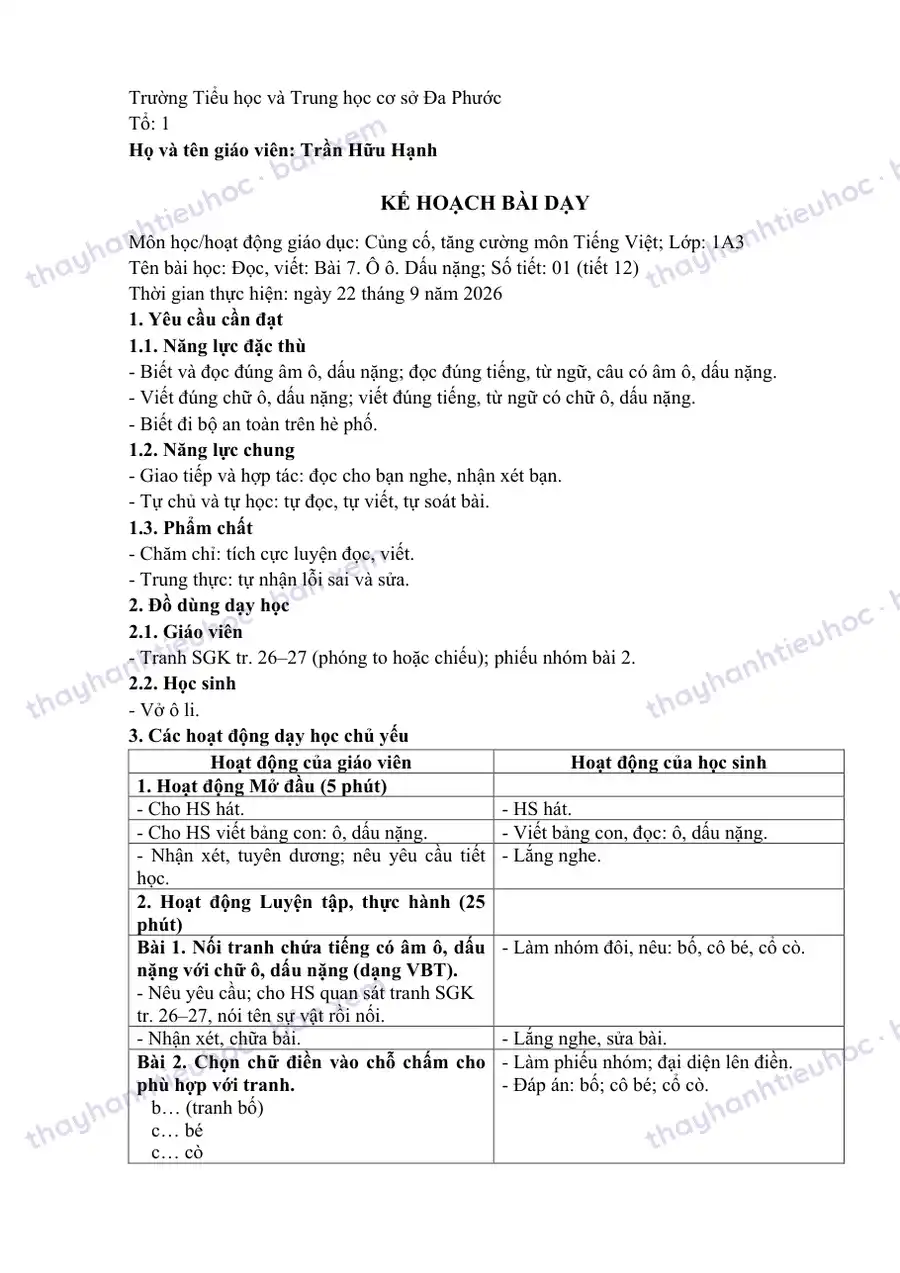 Trường Tiểu học và Trung học cơ sở Đa Phước
Tổ: 1
Họ và tên giáo viên: Trần Hữu Hạnh
KẾ HOẠCH BÀI DẠY
Môn học/hoạt động giáo dục: Củng cố, tăng cường môn Tiếng Việt; Lớp: 1A3
Tên bài học: Đọc, viết: Bài 7. Ô ô. Dấu nặng; Số tiết: 01 (tiết 12)
Thời gian thực hiện: ngày 22 tháng 9 năm 2026
1. Yêu cầu cần đạt
1.1. Năng lực đặc thù
- Biết và đọc đúng âm ô, dấu nặng; đọc đúng tiếng, từ ngữ, câu có âm ô, dấu nặng.
- Viết đúng chữ ô, dấu nặng; viết đúng tiếng, từ ngữ có chữ ô, dấu nặng.
- Biết đi bộ an toàn trên hè phố.
1.2. Năng lực chung
- Giao tiếp và hợp tác: đọc cho bạn nghe, nhận xét bạn.
- Tự chủ và tự học: tự đọc, tự viết, tự soát bài.
1.3. Phẩm chất
- Chăm chỉ: tích cực luyện đọc, viết.
- Trung thực: tự nhận lỗi sai và sửa.
2. Đồ dùng dạy học
2.1. Giáo viên
- Tranh SGK tr. 26–27 (phóng to hoặc chiếu); phiếu nhóm bài 2.
2.2. Học sinh
- Vở ô li.
3. Các hoạt động dạy học chủ yếu
Hoạt động của giáo viên
Hoạt động của học sinh
1. Hoạt động Mở đầu (5 phút)
- Cho HS hát.
- HS hát.
- Cho HS viết bảng con: ô, dấu nặng.
- Viết bảng con, đọc: ô, dấu nặng.
- Nhận xét, tuyên dương; nêu yêu cầu tiết
học.
- Lắng nghe.
2. Hoạt động Luyện tập, thực hành (25
phút)
Bài 1. Nối tranh chứa tiếng có âm ô, dấu
nặng với chữ ô, dấu nặng (dạng VBT).
- Nêu yêu cầu; cho HS quan sát tranh SGK
tr. 26–27, nói tên sự vật rồi nối.
- Làm nhóm đôi, nêu: bố, cô bé, cổ cò.
- Nhận xét, chữa bài.
- Lắng nghe, sửa bài.
Bài 2. Chọn chữ điền vào chỗ chấm cho
phù hợp với tranh.
b… (tranh bố)
c… bé
c… cò
- Làm phiếu nhóm; đại diện lên điền.
- Đáp án: bố; cô bé; cổ cò.
thayhanhtieuhoc · bản xem
thayhanhtieuhoc · b
thayhanhtieuhoc · bản xem
thayhanhtieuhoc · b
thayhanhtieuhoc · bản xem
thayhanhtieuhoc · b